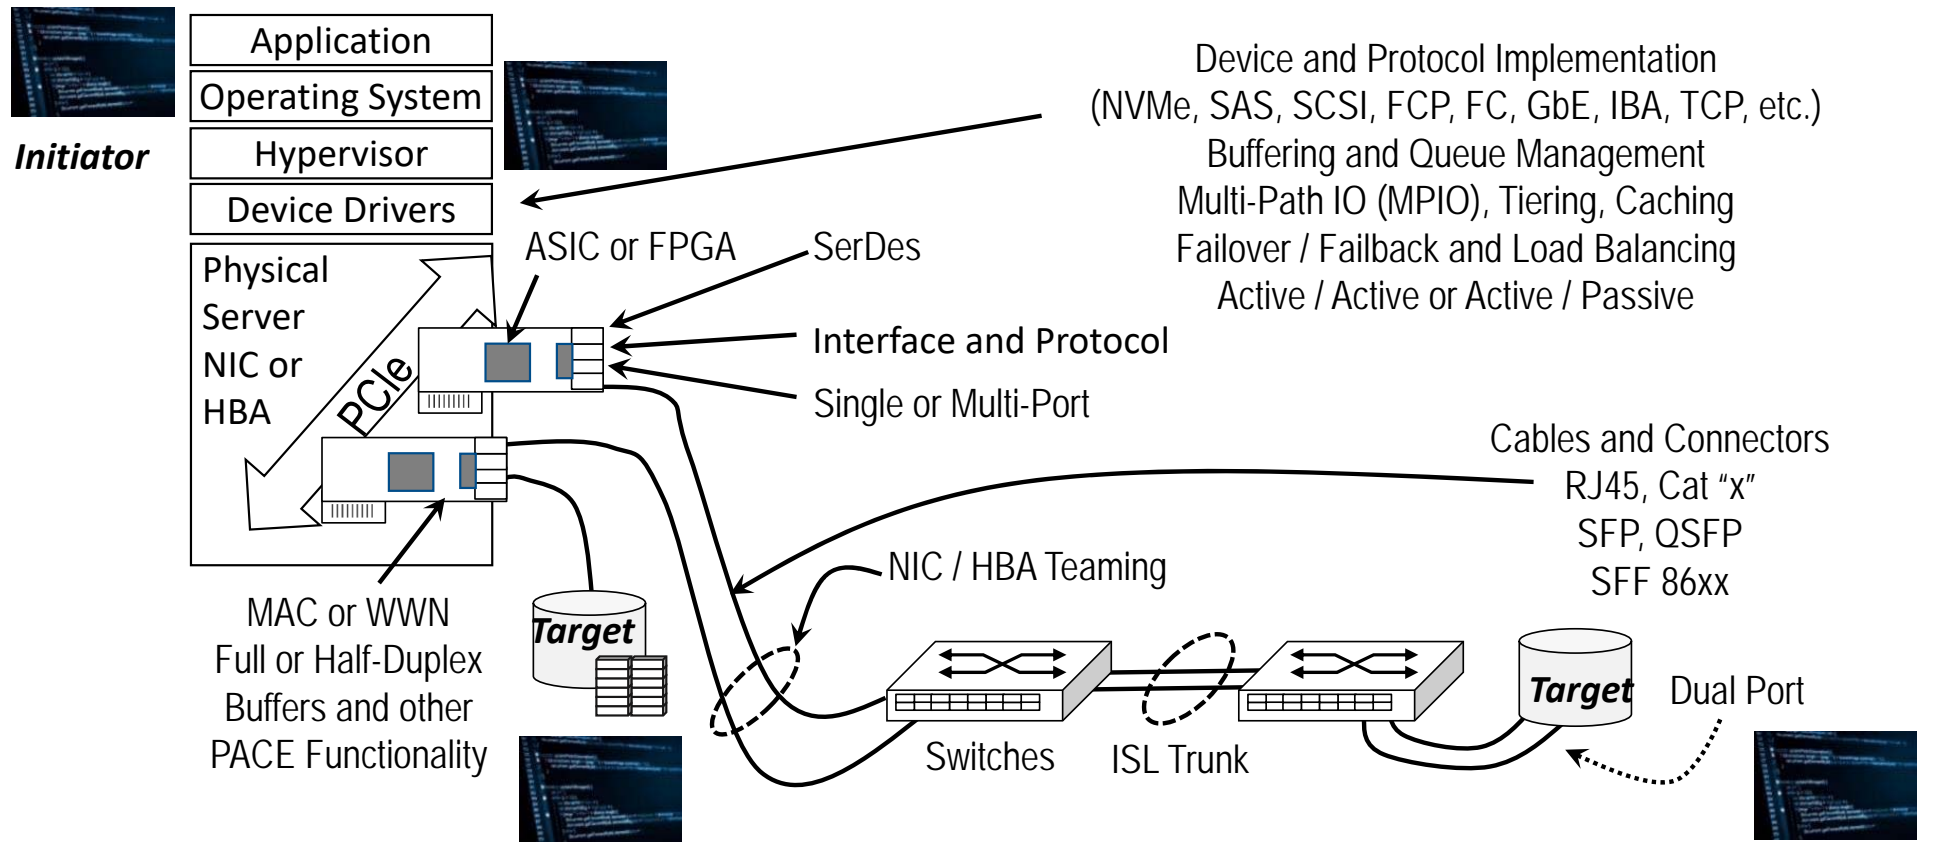 Application
Operating System
Initiator
Hypervisor
Device Drivers
Device and Protocol Implementation
(NVMe, SAS, SCSI, FCP, FC, GbE, IBA, TCP, etc.)
Buffering and Queue Management
Multi-Path IO (MPIO), Tiering, Caching
Failover / Failback and Load Balancing
Active / Active or Active / Passive
Physical
Server
NIC or
HBA
PCIe
ASIC or FPGA
SerDes
Interface and Protocol
Single or Multi-Port
Cables and Connectors
RJ45, Cat “x”
SFP, QSFP
SFF 86xx
NIC / HBA Teaming
MAC or WWN
Full or Half-Duplex
Buffers and other
PACE Functionality
Target
Switches
ISL Trunk
Target
Dual Port